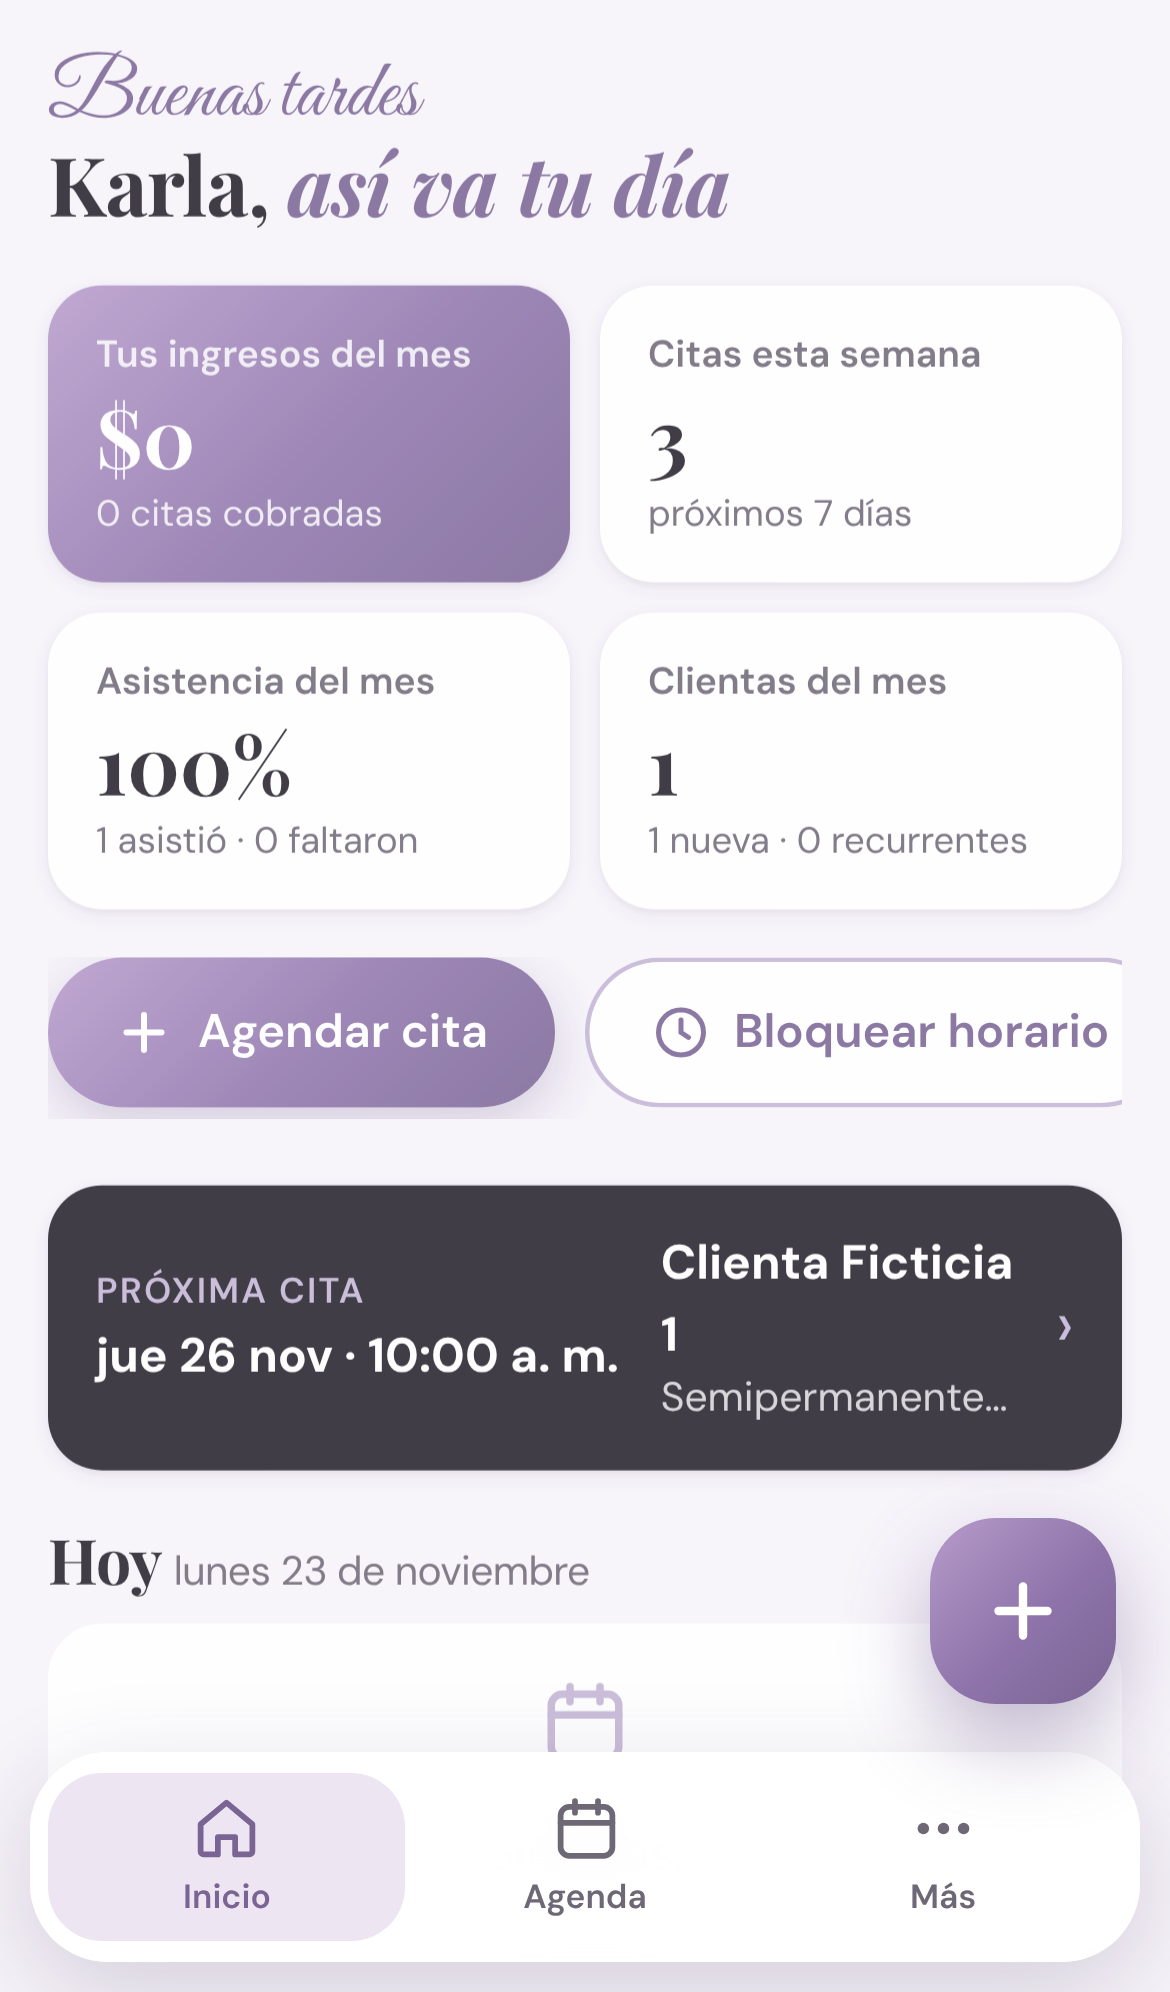 Buenas tardes
Karla, así va tu día
Tus ingresos del mes
$0
0 citas cobradas
Citas esta semana
3
próximos 7 días
Asistencia del mes
100%
1 asistió · 0 faltaron
Clientas del mes
1
1 nueva · 0 recurrentes
Agendar cita
Bloquear horario
PRÓXIMA CITA
jue 26 nov · 10:00 a. m.
Clienta Ficticia
1
Semipermanente...
›
Hoy lunes 23 de noviembre
Inicio
Agenda
Más